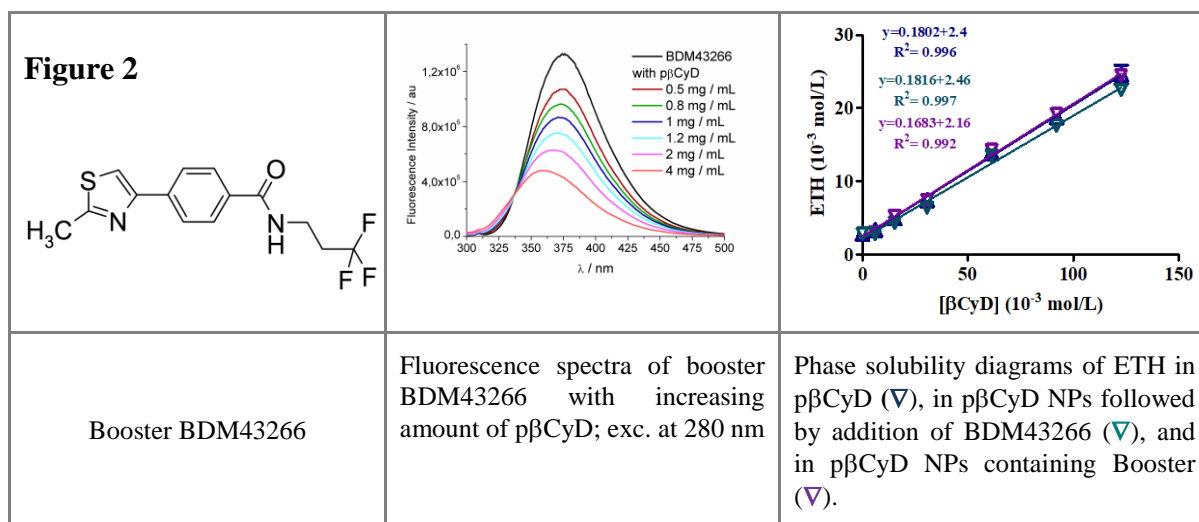 Figure 2
S
N
H₃C
O
N
H
F
F
F
1,2x10⁶
8,0x10⁵
4,0x10⁵
0,0
300 325 350 375 400 425 450 475 500
Fluorescence Intensity / au
λ / nm
BDM43266
with pβCyD
0.5 mg / mL
0.8 mg / mL
1 mg / mL
1.2 mg / mL
2 mg / mL
4 mg / mL
y=0.1802+2.4
R²= 0.996
y=0.1816+2.46
R²= 0.997
y=0.1683+2.16
R²= 0.992
30
20
10
0
0 50 100 150
ETH (10⁻³ mol/L)
[βCyD] (10⁻³ mol/L)
Booster BDM43266
Fluorescence spectra of booster
BDM43266 with increasing
amount of pβCyD; exc. at 280 nm
Phase solubility diagrams of ETH in
pβCyD (∇), in pβCyD NPs followed
by addition of BDM43266 (∇), and
in pβCyD NPs containing Booster
(∇).